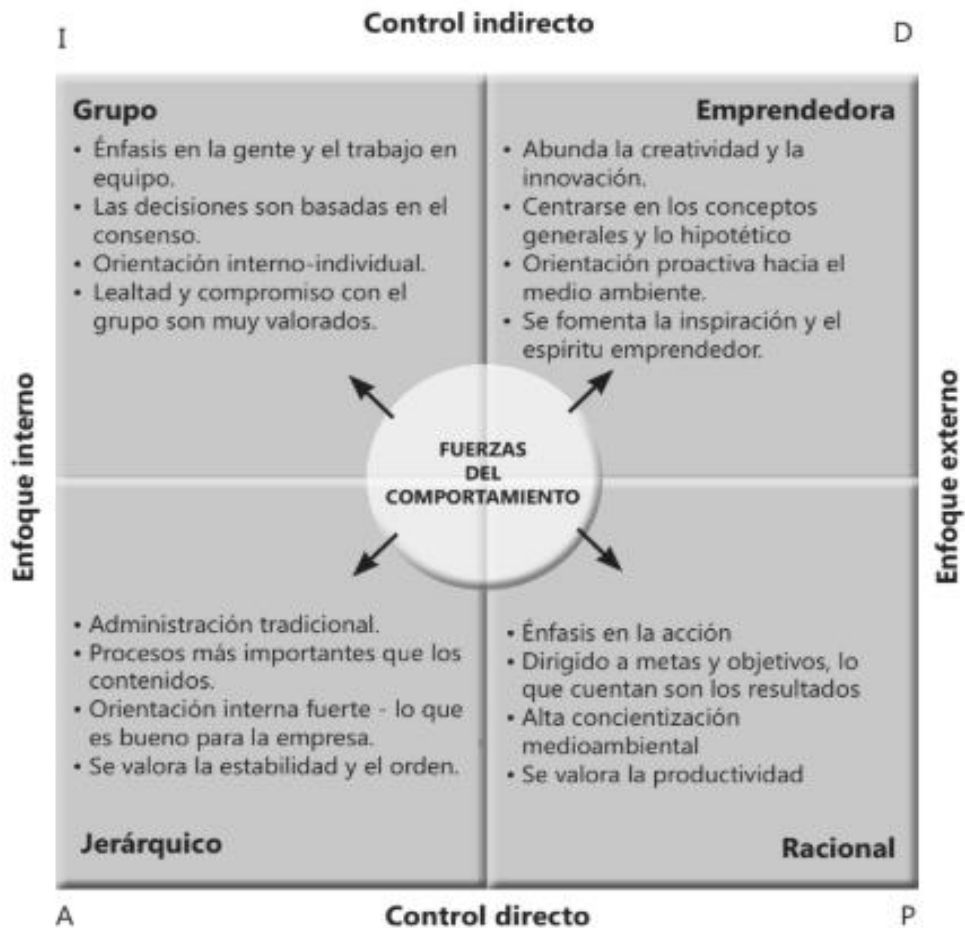 I
Control indirecto
D
Grupo
• Énfasis en la gente y el trabajo en
equipo.
• Las decisiones son basadas en el
consenso.
• Orientación interno-individual.
• Lealtad y compromiso con el
grupo son muy valorados.
Emprendedora
• Abunda la creatividad y la
innovación.
• Centrarse en los conceptos
generales y lo hipotético
• Orientación proactiva hacia el
medio ambiente.
• Se fomenta la inspiración y el
espíritu emprendedor.
Enfoque interno
FUERZAS
DEL
COMPORTAMIENTO
Enfoque externo
• Administración tradicional.
• Procesos más importantes que los
contenidos.
• Orientación interna fuerte - lo que
es bueno para la empresa.
• Se valora la estabilidad y el orden.
Jerárquico
• Énfasis en la acción
• Dirigido a metas y objetivos, lo
que cuentan son los resultados
• Alta concientización
medioambiental
• Se valora la productividad
Racional
A
Control directo
P